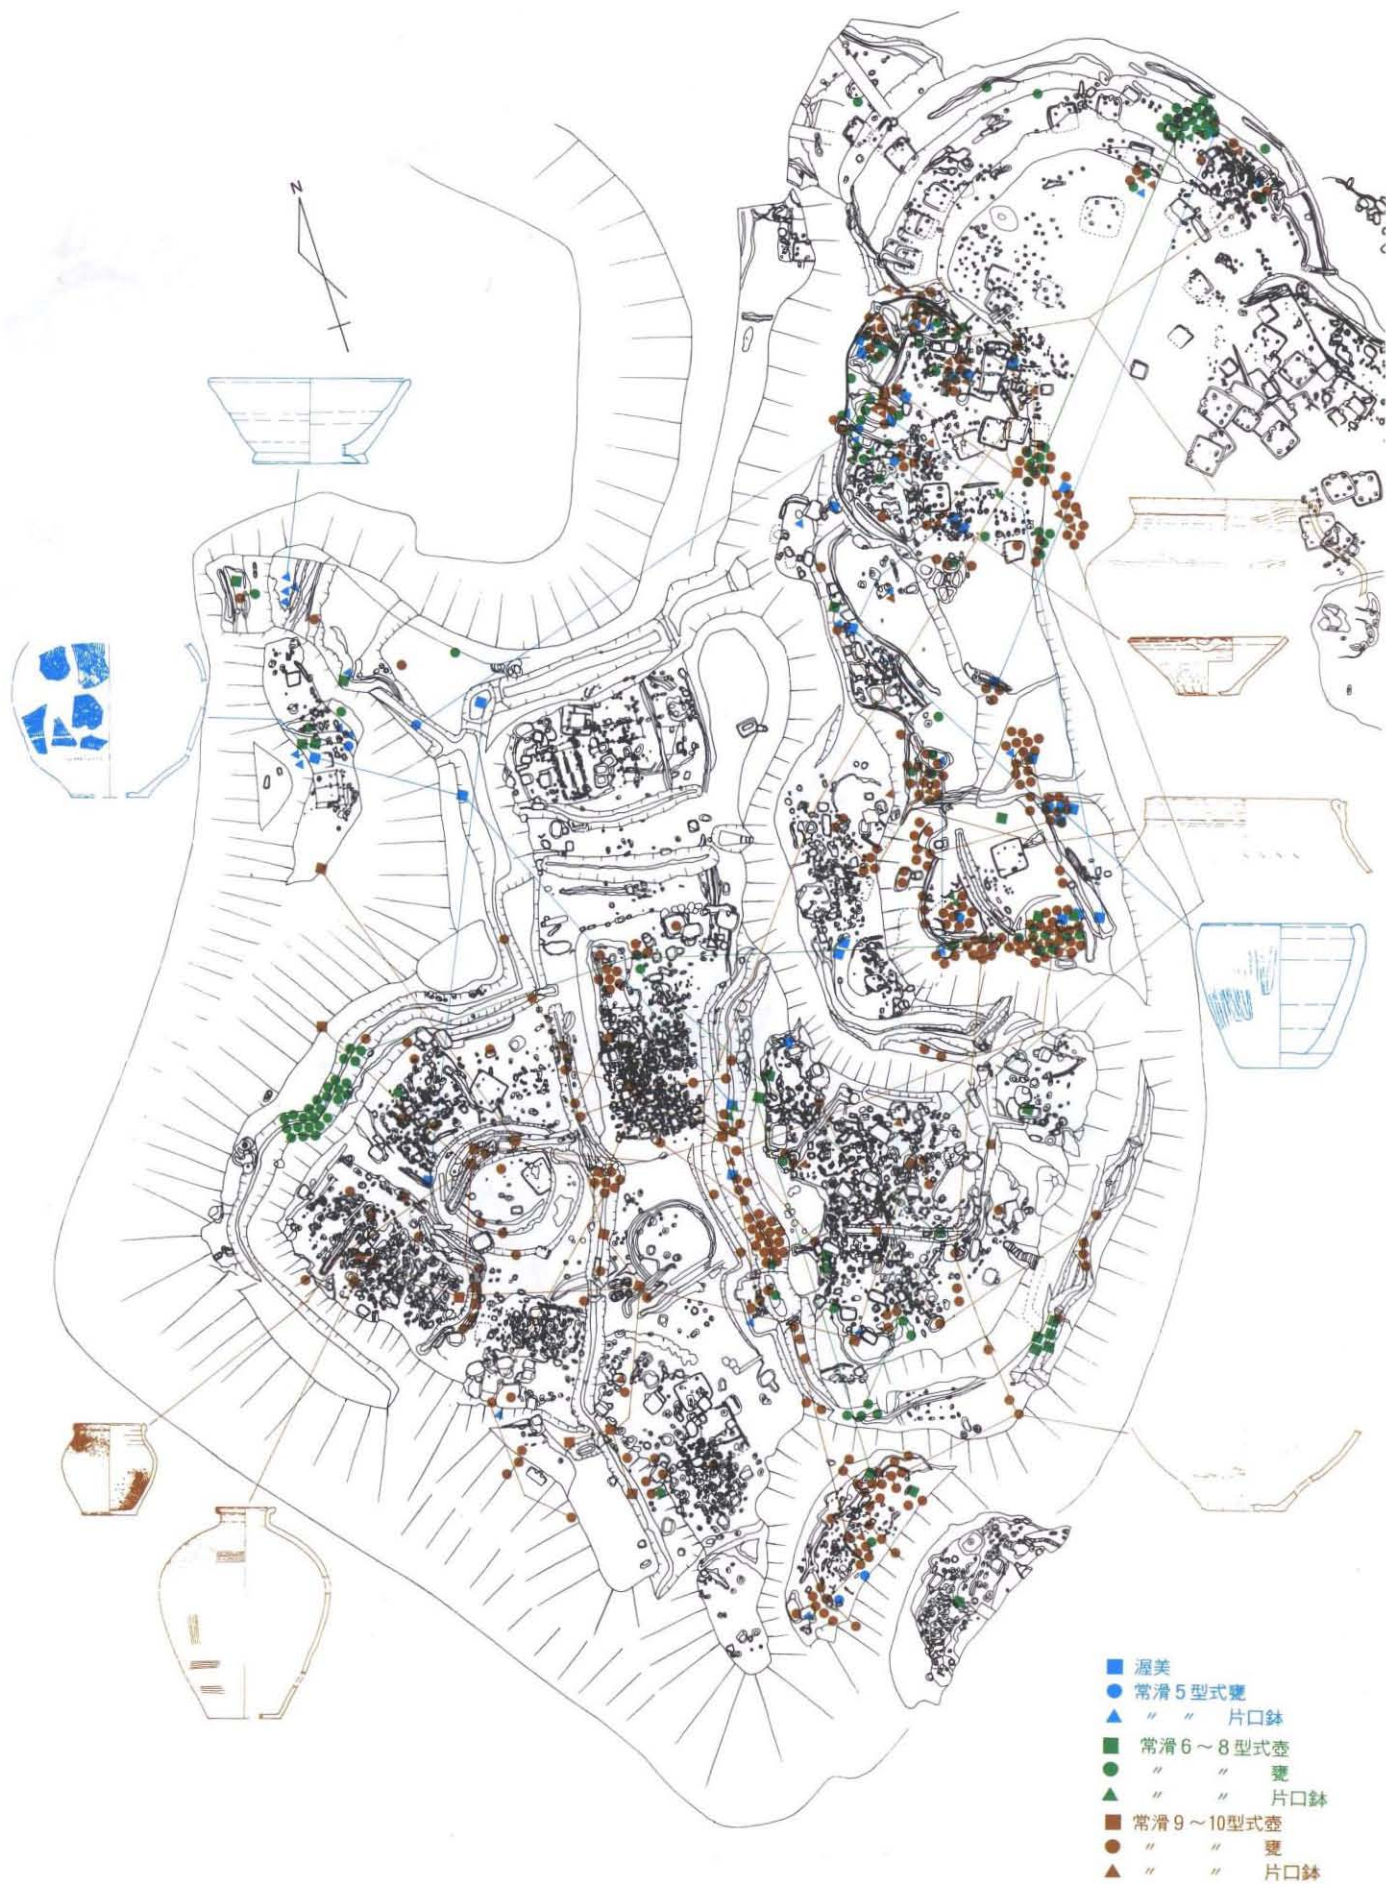 N
■ 渥美
● 常滑5型式甕
▲ 〃 〃 片口鉢
■ 常滑6～8型式壺
● 〃 〃 甕
▲ 〃 〃 片口鉢
■ 常滑9～10型式壺
● 〃 〃 甕
▲ 〃 〃 片口鉢